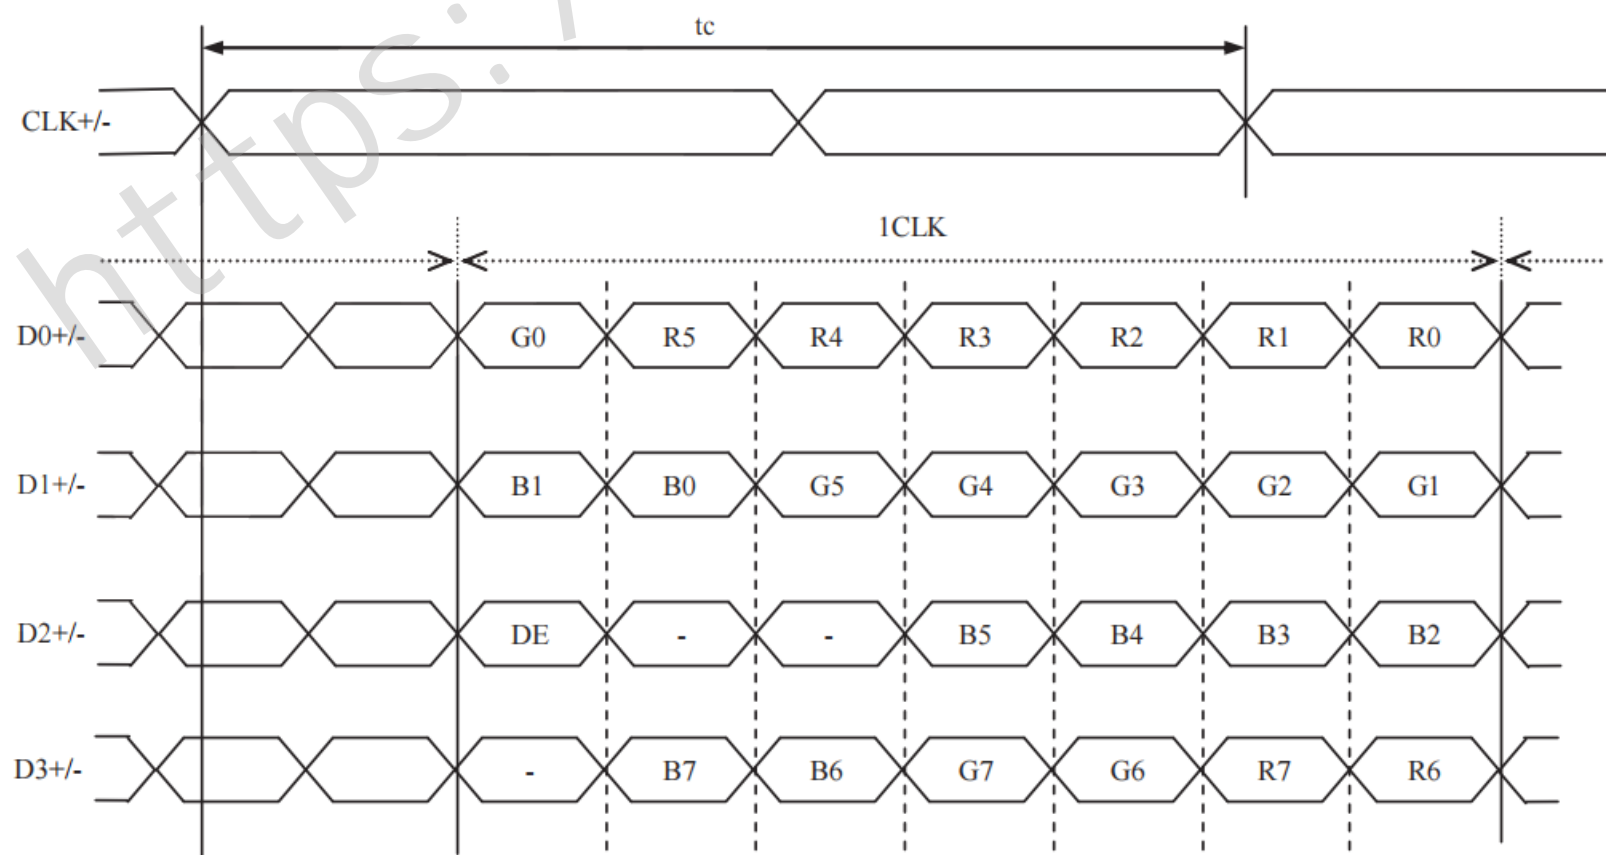 tc
CLK+/-
https:/
1CLK
D0+/- G0 R5 R4 R3 R2 R1 R0
D1+/- B1 B0 G5 G4 G3 G2 G1
D2+/- DE - - B5 B4 B3 B2
D3+/- - B7 B6 G7 G6 R7 R6